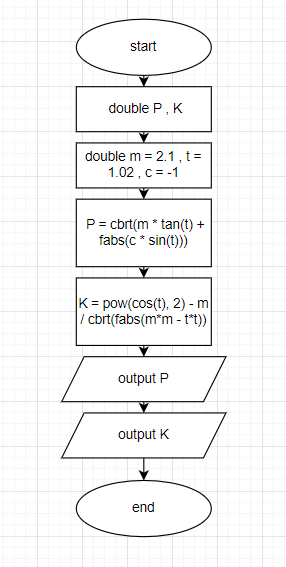 start
double P , K
double m = 2.1 , t =
1.02 , c = -1
P = cbrt(m * tan(t) +
fabs(c * sin(t)))
K = pow(cos(t), 2) - m
/ cbrt(fabs(m*m - t*t))
output P
output K
end